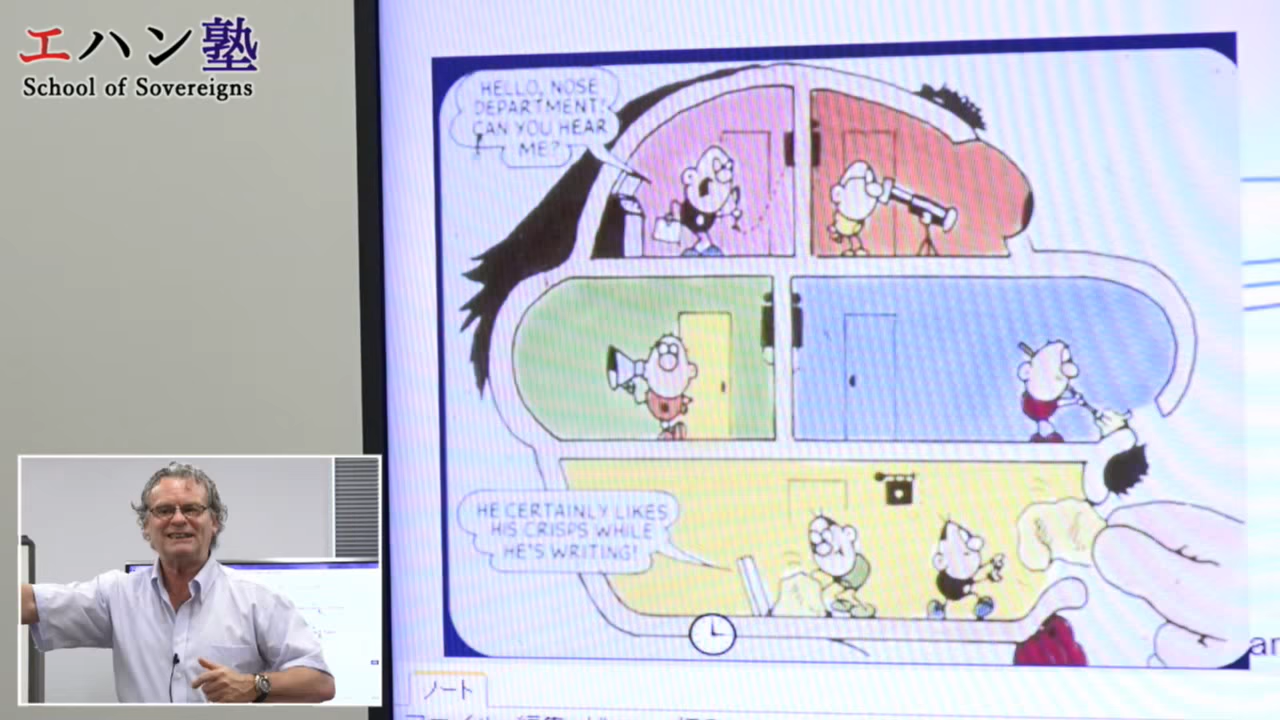 エハン塾
School of Sovereigns
HELLO, NOSE
DEPARTMENT!
CAN YOU HEAR
ME?
HE CERTAINLY LIKES
HIS CRISPS WHILE
HE'S WRITING!
ノート